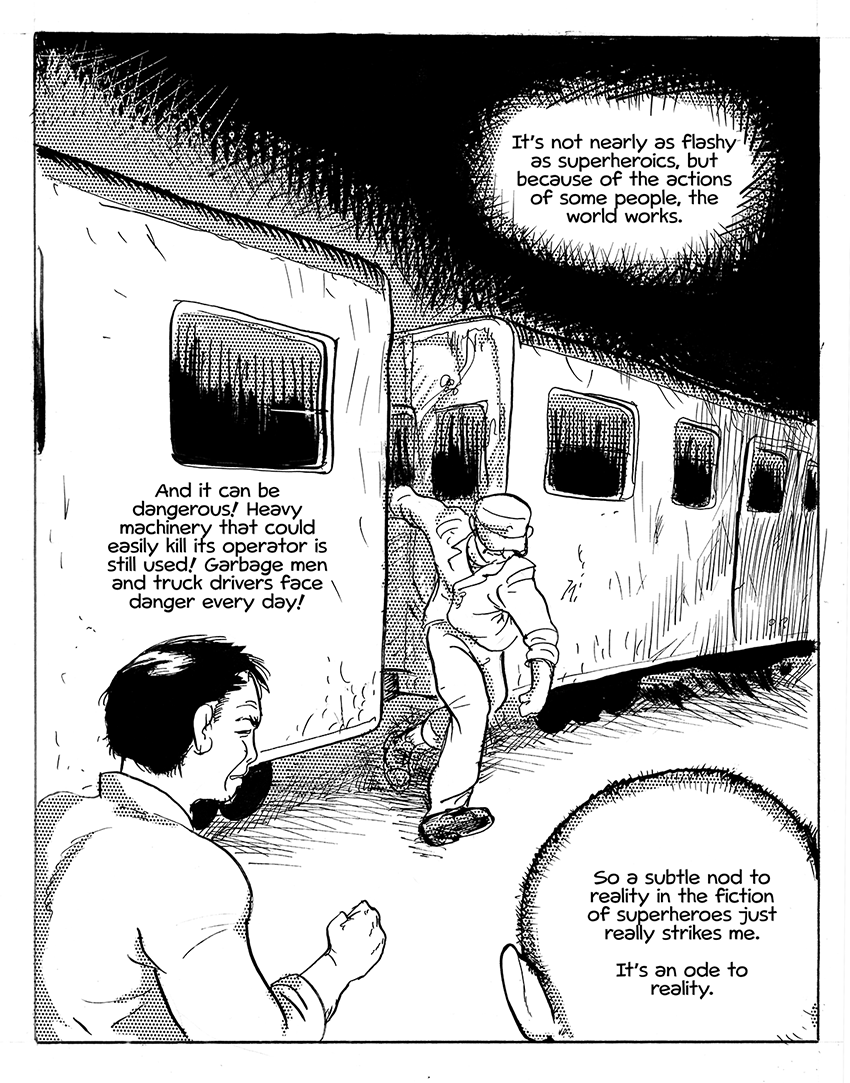 It's not nearly as flashy
as superheroics, but
because of the actions
of some people, the
world works.
And it can be
dangerous! Heavy
machinery that could
easily kill its operator is
still used! Garbage men
and truck drivers face
danger every day!
So a subtle nod to
reality in the fiction
of superheroes just
really strikes me.
It's an ode to
reality.